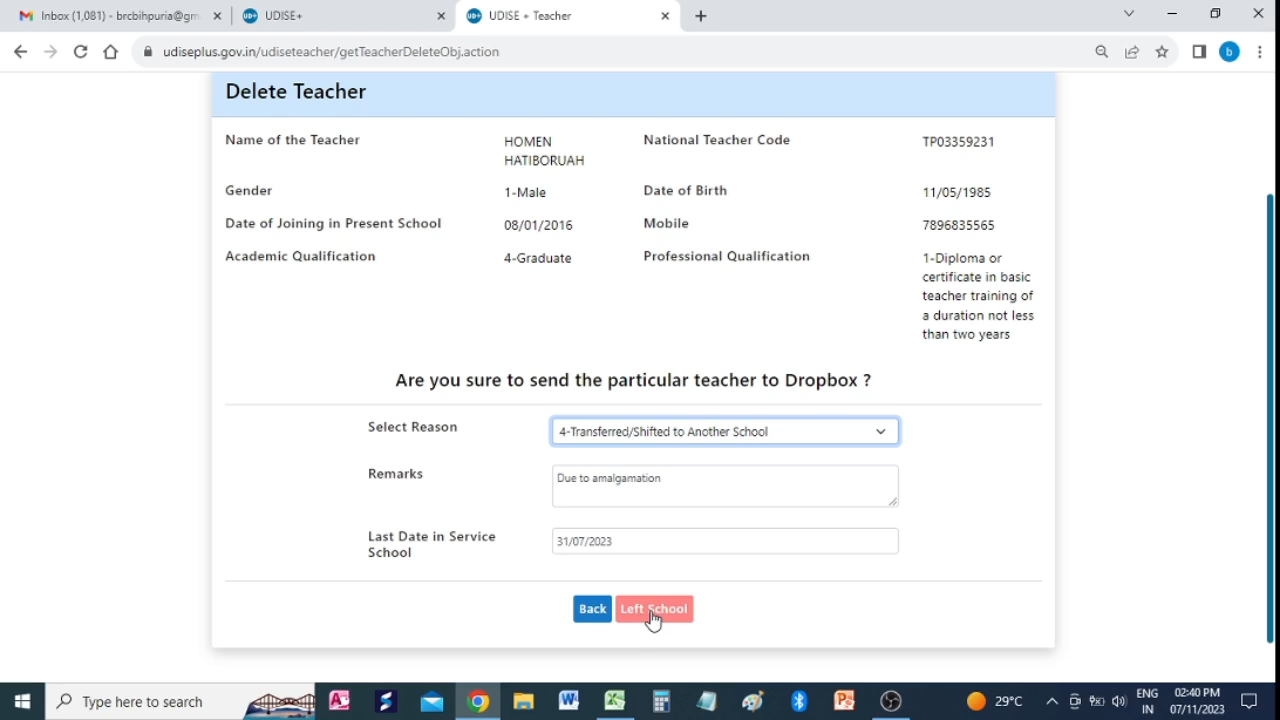 Inbox (1,081) - brcbihpuria@gm
UDISE+
UDISE + Teacher
udiseplus.gov.in/udiseteacher/getTeacherDeleteObj.action
b
Delete Teacher
Name of the Teacher
HOMEN
HATIBORUAH
National Teacher Code
TP03359231
Gender
1-Male
Date of Birth
11/05/1985
Date of Joining in Present School
08/01/2016
Mobile
7896835565
Academic Qualification
4-Graduate
Professional Qualification
1-Diploma or
certificate in basic
teacher training of
a duration not less
than two years
Are you sure to send the particular teacher to Dropbox ?
Select Reason
4-Transferred/Shifted to Another School
Remarks
Due to amalgamation
Last Date in Service
School
31/07/2023
Back
Left School
Type here to search
29°C
ENG
IN
02:40 PM
07/11/2023